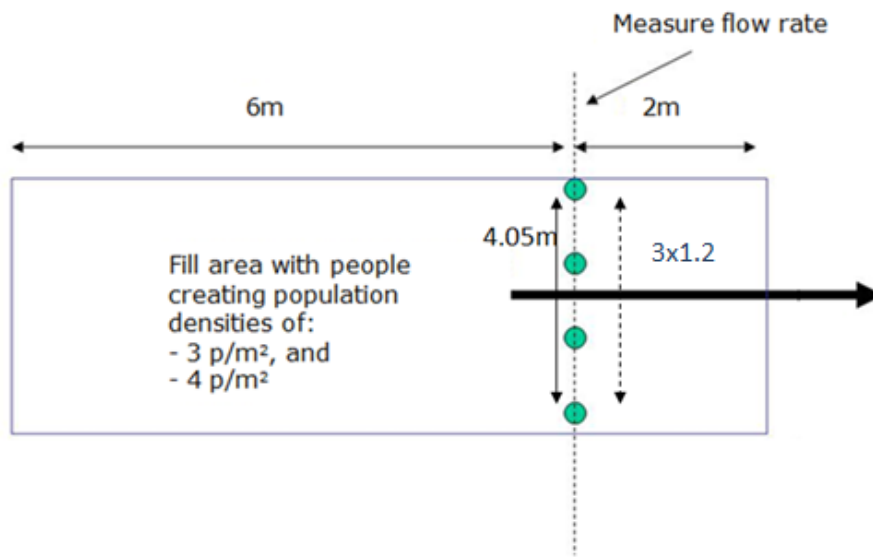 Measure flow rate
6m
2m
4.05m
3x1.2
Fill area with people
creating population
densities of:
- 3 p/m², and
- 4 p/m²